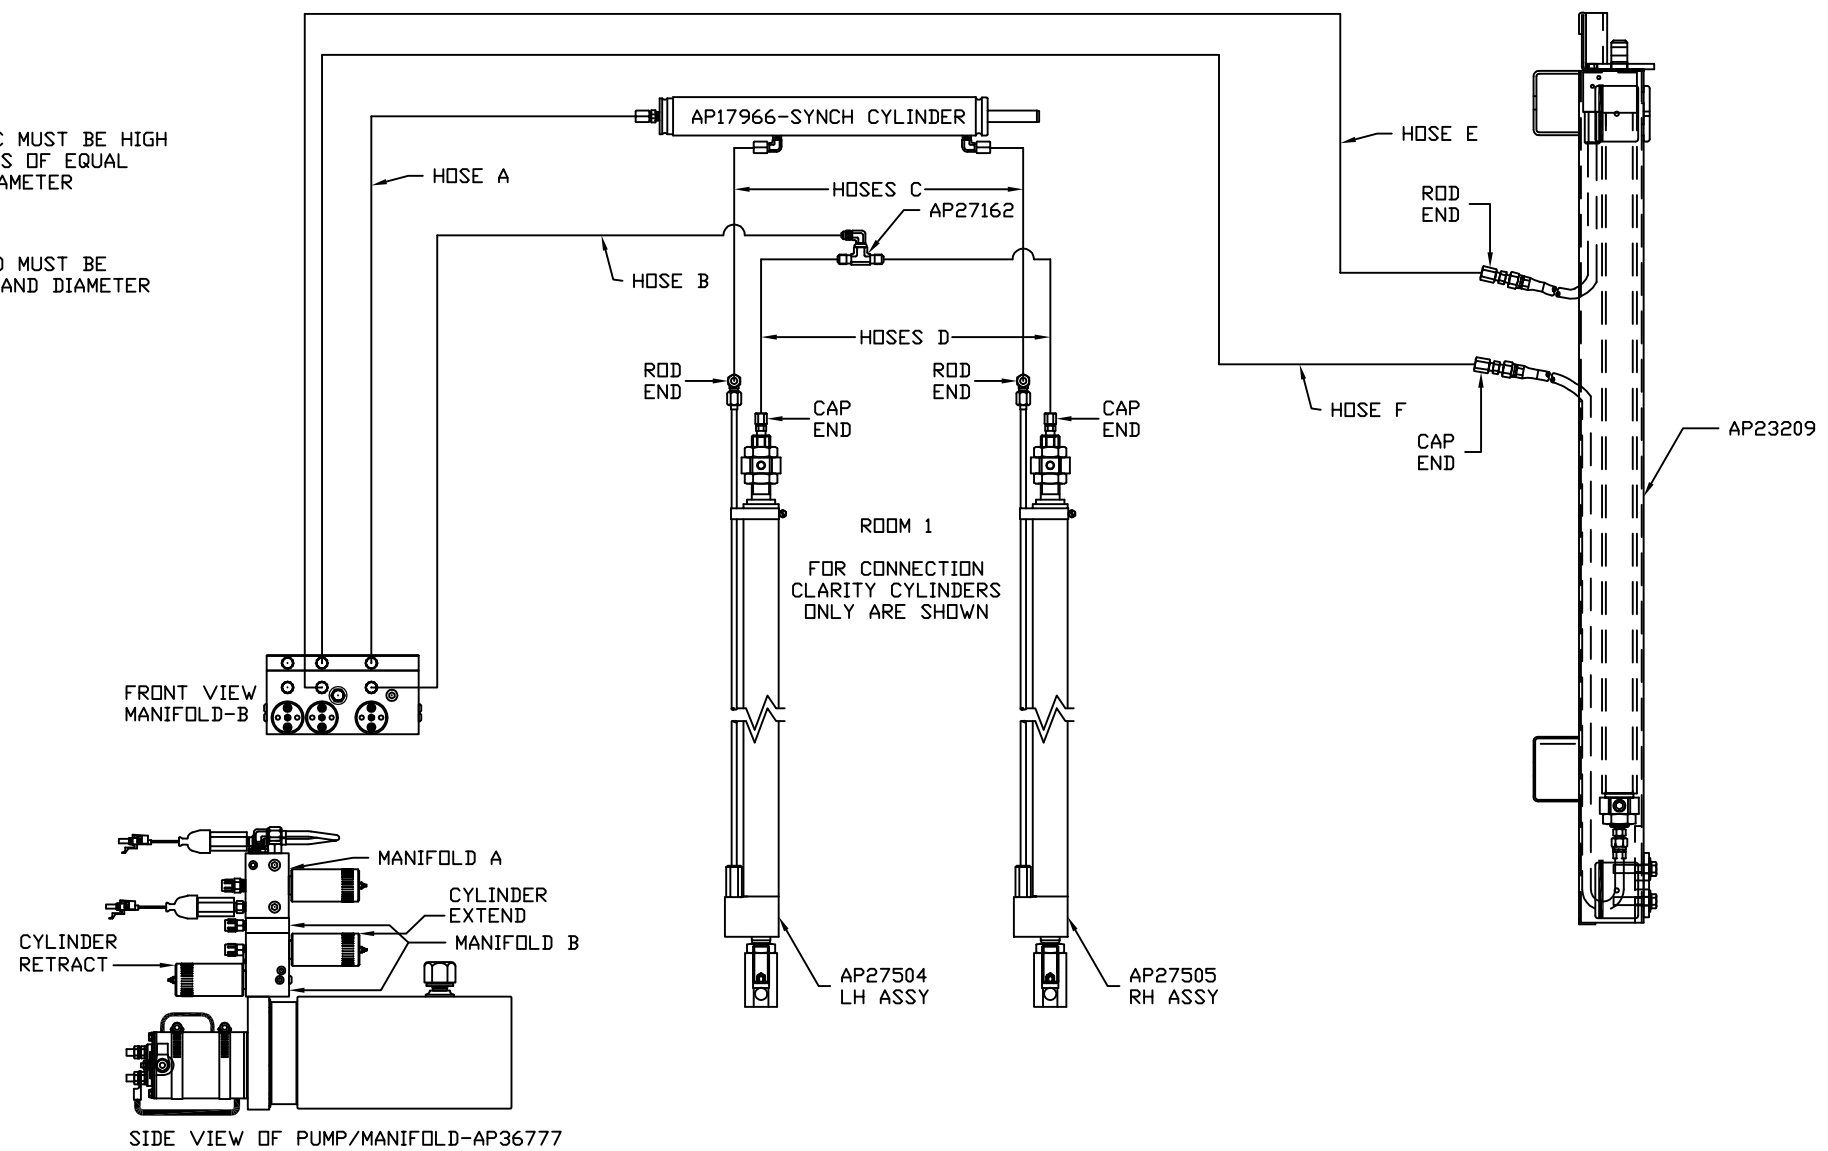 C MUST BE HIGH
S OF EQUAL
AMETER
MUST BE
AND DIAMETER
AP17966-SYNCH CYLINDER
HOSE A
HOSES C
AP27162
HOSE B
HOSES D
HOSE E
ROD
END
HOSE F
CAP
END
AP23209
ROD
END
CAP
END
ROD
END
CAP
END
ROOM 1
FOR CONNECTION
CLARITY CYLINDERS
ONLY ARE SHOWN
FRONT VIEW
MANIFOLD-B
MANIFOLD A
CYLINDER
EXTEND
MANIFOLD B
CYLINDER
RETRACT
AP27504
LH ASSY
AP27505
RH ASSY
SIDE VIEW OF PUMP/MANIFOLD-AP36777